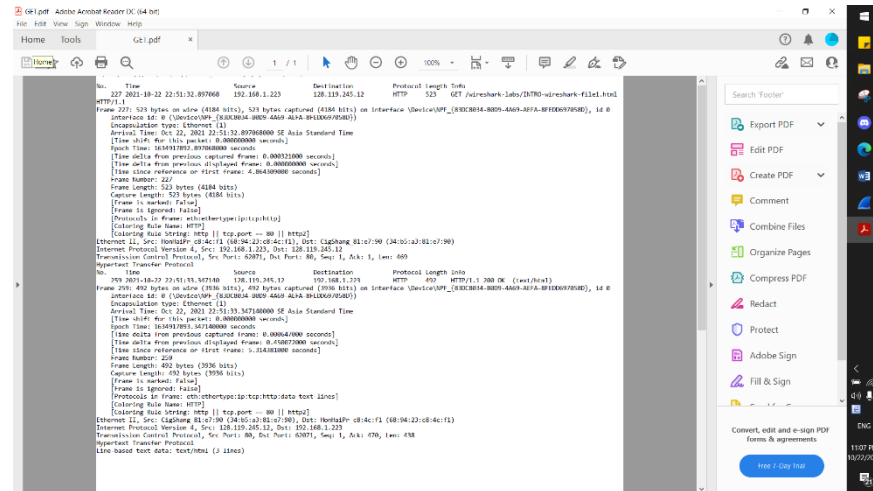 GET.pdf - Adobe Acrobat Reader DC (64-bit)
File Edit View Sign Window Help
Home Tools GET.pdf ×
Home 1 / 1 100%
No. Time Source Destination Protocol Length Info
227 2021-10-22 22:51:32.897068 192.168.1.223 128.119.245.12 HTTP 523 GET /wireshark-labs/INTRO-wireshark-file1.html
HTTP/1.1
Frame 227: 523 bytes on wire (4184 bits), 523 bytes captured (4184 bits) on interface \Device\NPF_{83DC8034-B0D9-4A69-AEFA-8FEDD697058D}, id 0
Interface id: 0 (\Device\NPF_{83DC8034-B0D9-4A69-AEFA-8FEDD697058D})
Encapsulation type: Ethernet (1)
Arrival Time: Oct 22, 2021 22:51:32.897068000 SE Asia Standard Time
[Time shift for this packet: 0.000000000 seconds]
Epoch Time: 1634917892.897068000 seconds
[Time delta from previous captured frame: 0.000321000 seconds]
[Time delta from previous displayed frame: 0.000000000 seconds]
[Time since reference or first frame: 4.864309000 seconds]
Frame Number: 227
Frame Length: 523 bytes (4184 bits)
Capture Length: 523 bytes (4184 bits)
[Frame is marked: False]
[Frame is ignored: False]
[Protocols in frame: eth:ethertype:ip:tcp:http]
[Coloring Rule Name: HTTP]
[Coloring Rule String: http || tcp.port == 80 || http2]
Ethernet II, Src: HonHaiPr_c8:4c:f1 (60:94:23:c8:4c:f1), Dst: CigShang_81:e7:90 (34:b5:a3:81:e7:90)
Internet Protocol Version 4, Src: 192.168.1.223, Dst: 128.119.245.12
Transmission Control Protocol, Src Port: 62071, Dst Port: 80, Seq: 1, Ack: 1, Len: 469
Hypertext Transfer Protocol
No. Time Source Destination Protocol Length Info
259 2021-10-22 22:51:33.347140 128.119.245.12 192.168.1.223 HTTP 492 HTTP/1.1 200 OK (text/html)
Frame 259: 492 bytes on wire (3936 bits), 492 bytes captured (3936 bits) on interface \Device\NPF_{83DC8034-B0D9-4A69-AEFA-8FEDD697058D}, id 0
Interface id: 0 (\Device\NPF_{83DC8034-B0D9-4A69-AEFA-8FEDD697058D})
Encapsulation type: Ethernet (1)
Arrival Time: Oct 22, 2021 22:51:33.347140000 SE Asia Standard Time
[Time shift for this packet: 0.000000000 seconds]
Epoch Time: 1634917893.347140000 seconds
[Time delta from previous captured frame: 0.000647000 seconds]
[Time delta from previous displayed frame: 0.450072000 seconds]
[Time since reference or first frame: 5.314381000 seconds]
Frame Number: 259
Frame Length: 492 bytes (3936 bits)
Capture Length: 492 bytes (3936 bits)
[Frame is marked: False]
[Frame is ignored: False]
[Protocols in frame: eth:ethertype:ip:tcp:http:data-text-lines]
[Coloring Rule Name: HTTP]
[Coloring Rule String: http || tcp.port == 80 || http2]
Ethernet II, Src: CigShang_81:e7:90 (34:b5:a3:81:e7:90), Dst: HonHaiPr_c8:4c:f1 (60:94:23:c8:4c:f1)
Internet Protocol Version 4, Src: 128.119.245.12, Dst: 192.168.1.223
Transmission Control Protocol, Src Port: 80, Dst Port: 62071, Seq: 1, Ack: 470, Len: 438
Hypertext Transfer Protocol
Line-based text data: text/html (3 lines)
Search 'Footer'
Export PDF
Edit PDF
Create PDF
Comment
Combine Files
Organize Pages
Compress PDF
Redact
Protect
Adobe Sign
Fill & Sign
Convert, edit and e-sign PDF
forms & agreements
Free 7-Day Trial
ENG
11:07 P
10/22/20